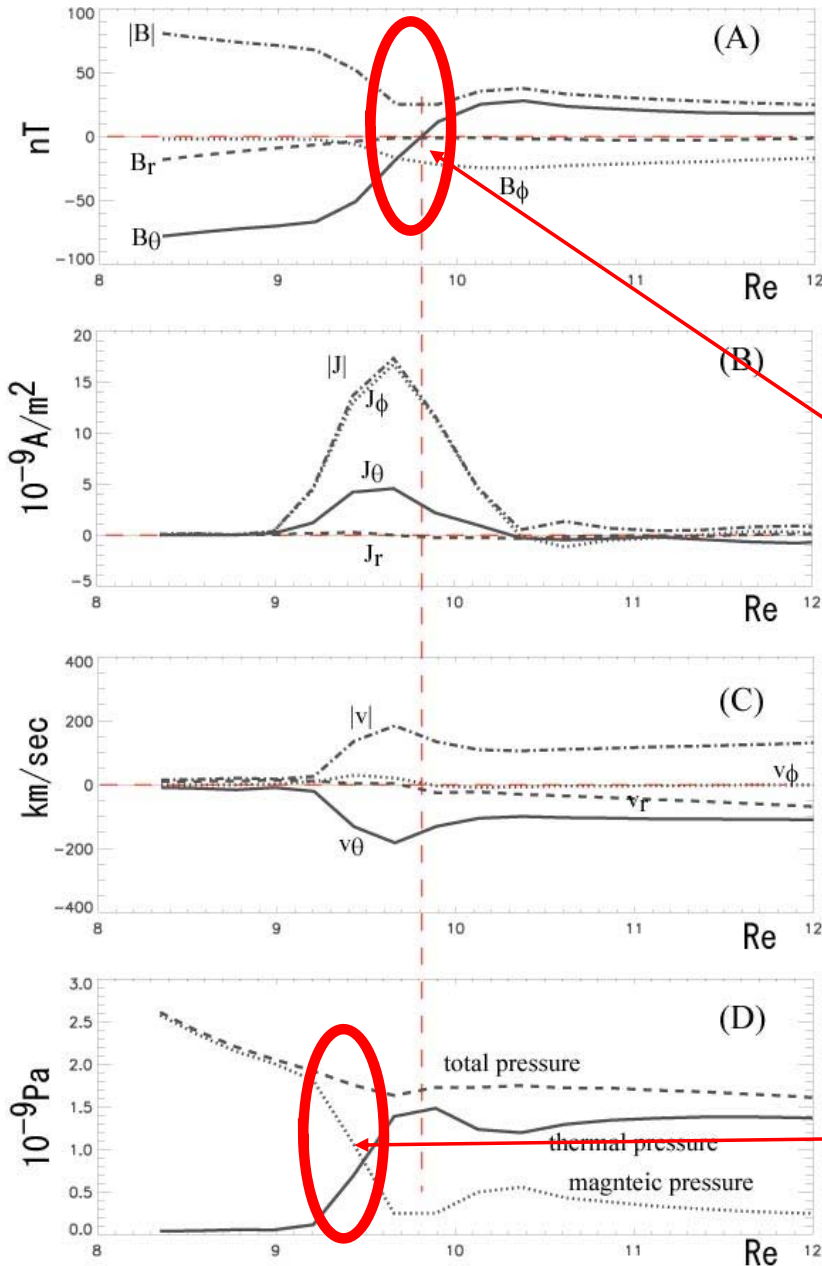 (A)
|B|
100
50
0
-50
-100
nT
Br
Bθ
Bϕ
8 9 10 11 12
Re
(B)
20
15
10
5
0
-5
10⁻⁹A/m²
|J|
Jϕ
Jθ
Jr
8 9 10 11 12
Re
(C)
400
200
0
-200
-400
km/sec
|v|
vϕ
vr
vθ
8 9 10 11 12
Re
(D)
3.0
2.5
2.0
1.5
1.0
0.5
0.0
10⁻⁹Pa
total pressure
thermal pressure
magnteic pressure
8 9 10 11 12
Re